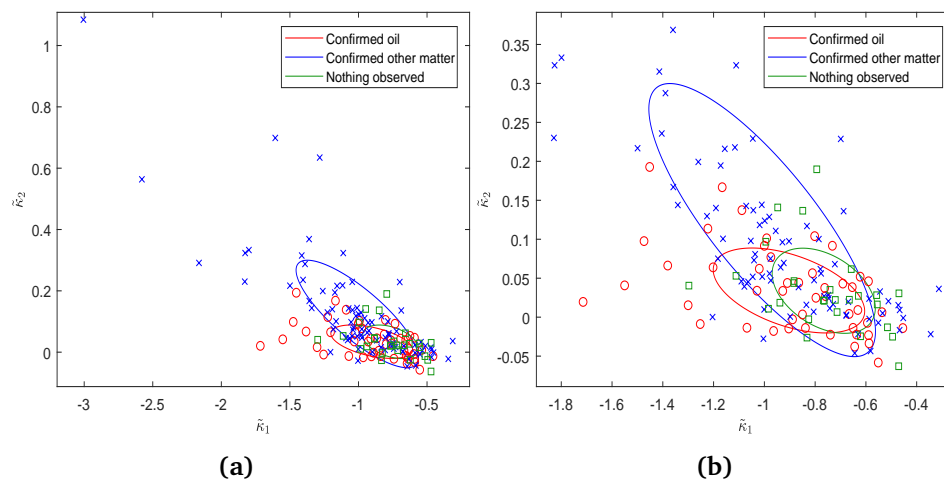 Confirmed oil
Confirmed other matter
Nothing observed
1
0.8
0.6
0.4
0.2
0
-3
-2.5
-2
-1.5
-1
-0.5
κ̃₂
κ̃₁
(a)
Confirmed oil
Confirmed other matter
Nothing observed
0.35
0.3
0.25
0.2
0.15
0.1
0.05
0
-0.05
-1.8
-1.6
-1.4
-1.2
-1
-0.8
-0.6
-0.4
κ̃₂
κ̃₁
(b)